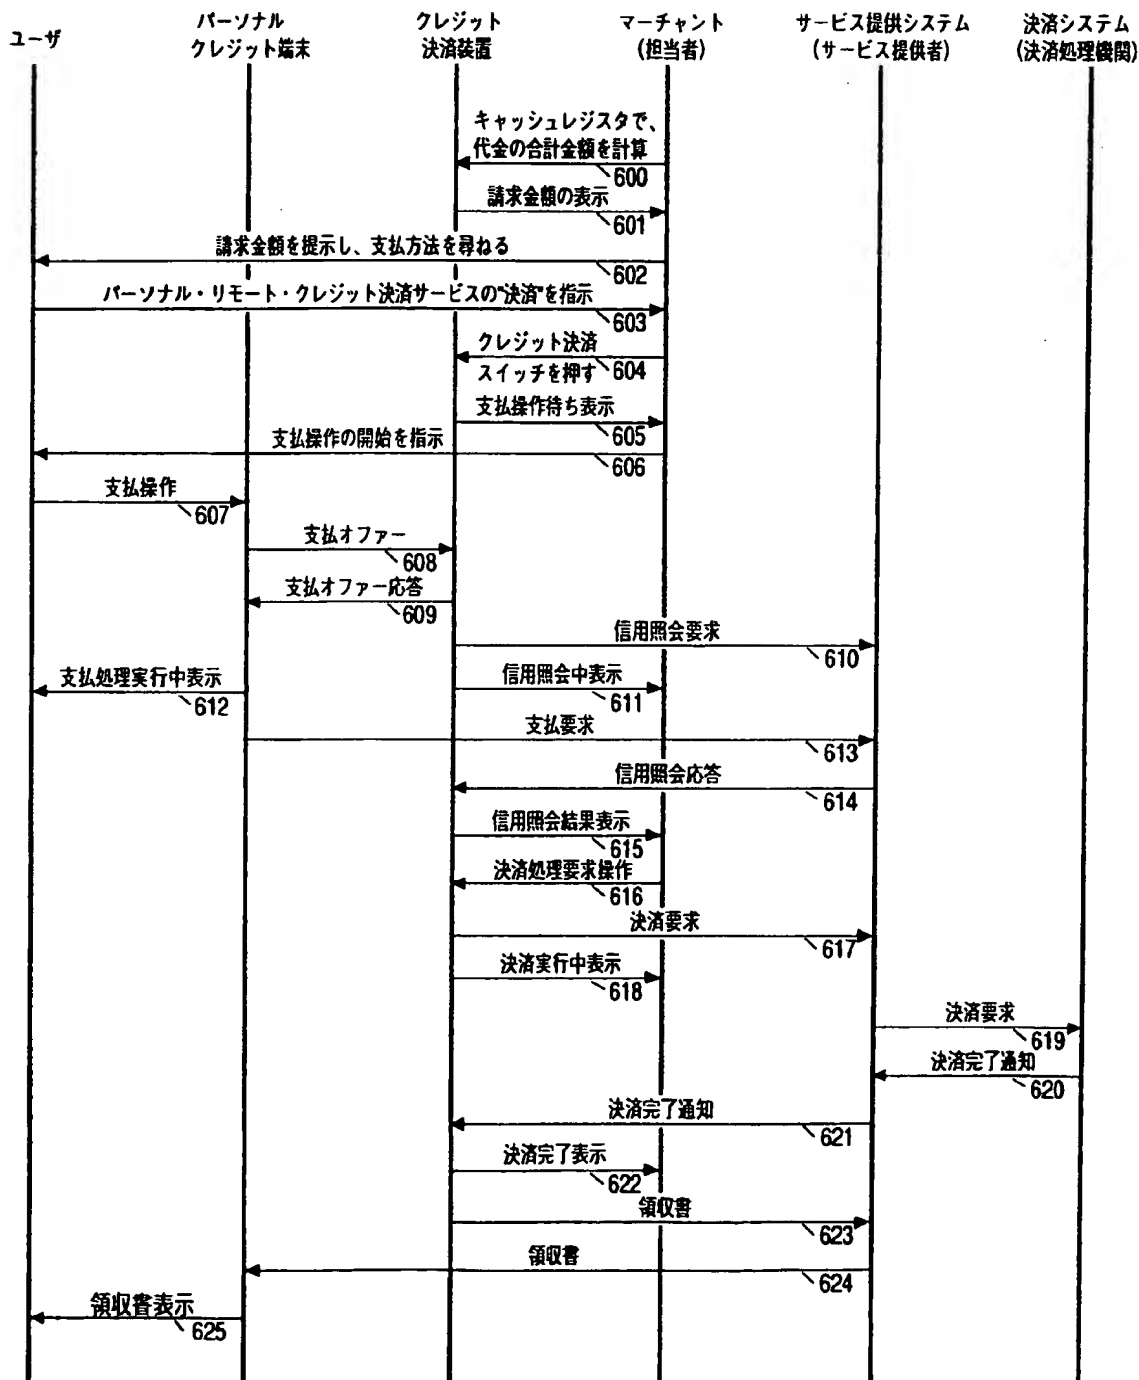 ユーザ
パーソナル
クレジット端末
クレジット
決済装置
マーチャント
(担当者)
サービス提供システム
(サービス提供者)
決済システム
(決済処理機関)
キャッシュレジスタで、
代金の合計金額を計算
600
請求金額の表示
601
請求金額を提示し、支払方法を尋ねる
602
パーソナル・リモート・クレジット決済サービスの"決済"を指示
603
クレジット決済
スイッチを押す
604
支払操作待ち表示
605
支払操作の開始を指示
606
支払操作
607
支払オファー
608
支払オファー応答
609
信用照会要求
610
信用照会中表示
611
支払処理実行中表示
612
支払要求
613
信用照会応答
614
信用照会結果表示
615
決済処理要求操作
616
決済要求
617
決済実行中表示
618
決済要求
619
決済完了通知
620
決済完了通知
621
決済完了表示
622
領収書
623
領収書
624
領収書表示
625